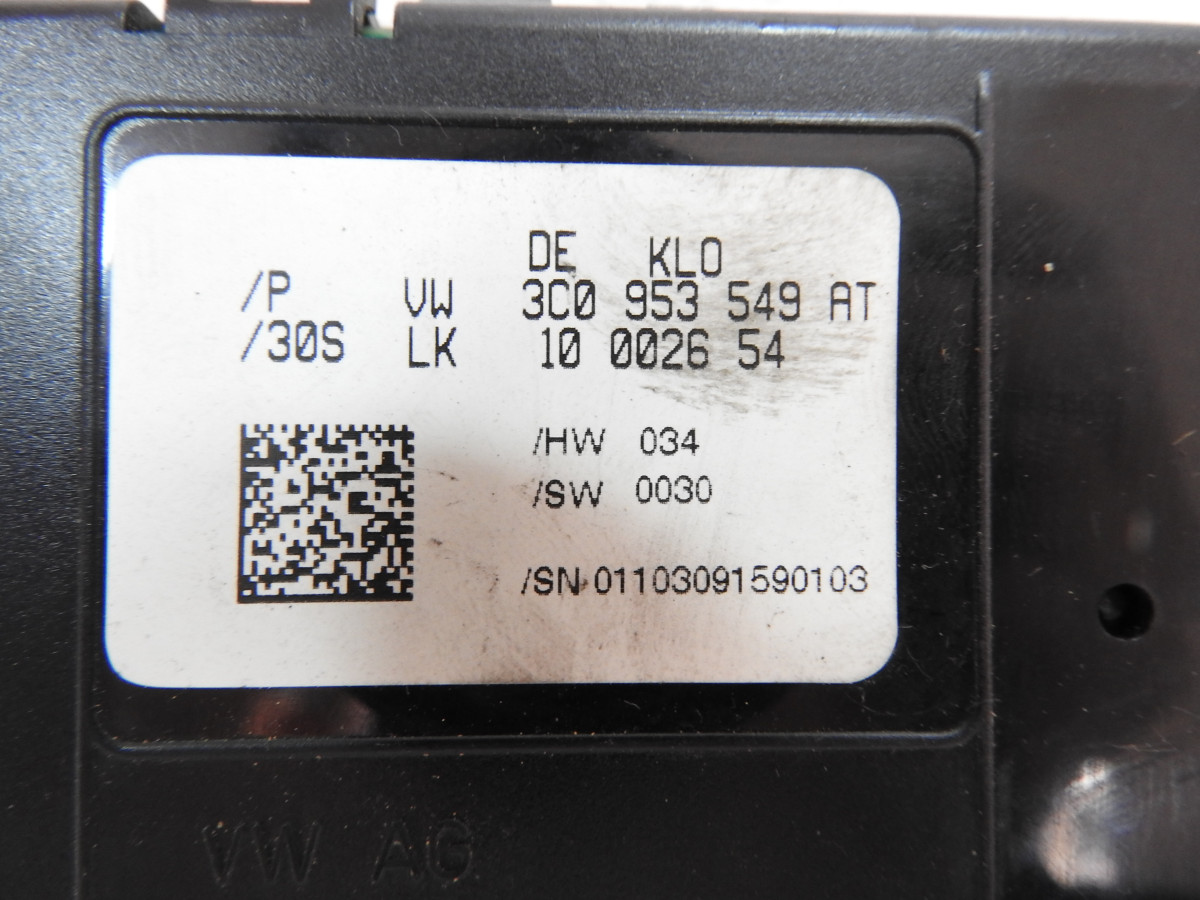 DE KLO
/P VW 3C0 953 549 AT
/30S LK 10 0026 54
/HW 034
/SW 0030
/SN 01103091590103
VW AG